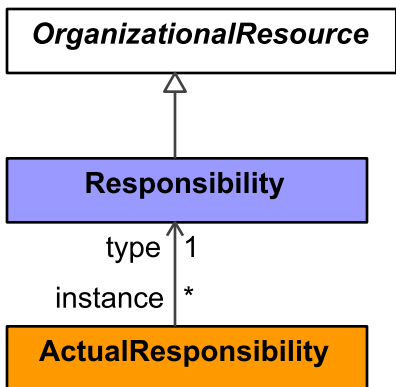 OrganizationalResource
Responsibility
type 1
instance *
ActualResponsibility